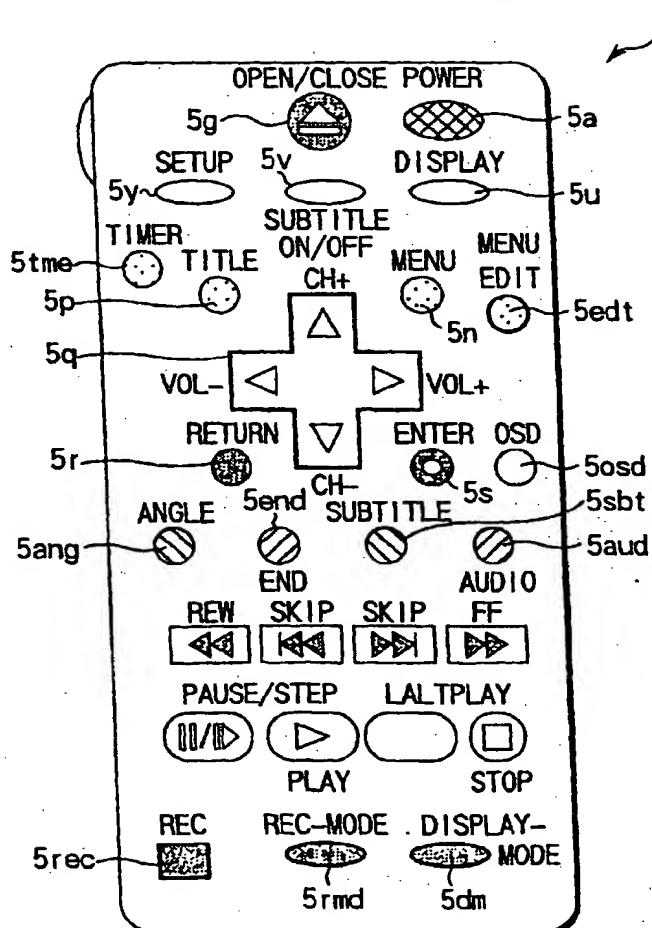 OPEN/CLOSE POWER
5g 5a
SETUP 5v DISPLAY
5y 5u
SUBTITLE
ON/OFF
TIMER TITLE MENU MENU
EDIT
5tme 5p CH+ 5n 5edt
5q
VOL- VOL+
RETURN ENTER OSD
5r 5s 5osd
CH-
ANGLE 5end SUBTITLE 5sbt
5ang 5aud
END AUDIO
REW SKIP SKIP FF
PAUSE/STEP LALTPLAY
PLAY STOP
REC REC-MODE DISPLAY-
MODE
5rec 5rmd 5dm